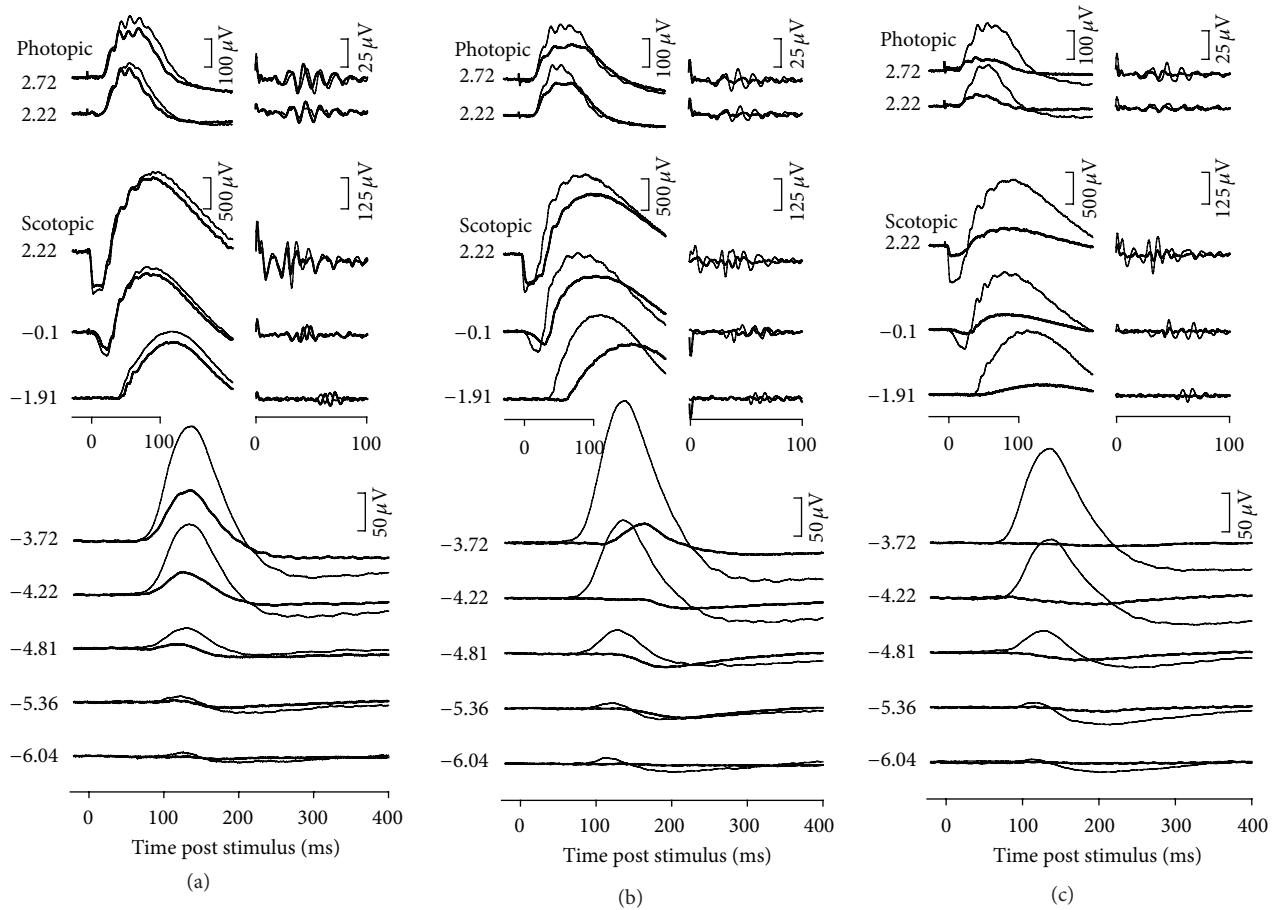 Photopic
2.72
2.22
100 μV
25 μV
Scotopic
2.22
−0.1
−1.91
500 μV
125 μV
0 100
0 100
−3.72
−4.22
−4.81
−5.36
−6.04
50 μV
0 100 200 300 400
Time post stimulus (ms)
(a)
Photopic
2.72
2.22
100 μV
25 μV
Scotopic
2.22
−0.1
−1.91
500 μV
125 μV
0 100
0 100
−3.72
−4.22
−4.81
−5.36
−6.04
50 μV
0 100 200 300 400
Time post stimulus (ms)
(b)
Photopic
2.72
2.22
100 μV
25 μV
Scotopic
2.22
−0.1
−1.91
500 μV
125 μV
0 100
0 100
−3.72
−4.22
−4.81
−5.36
−6.04
50 μV
0 100 200 300 400
Time post stimulus (ms)
(c)